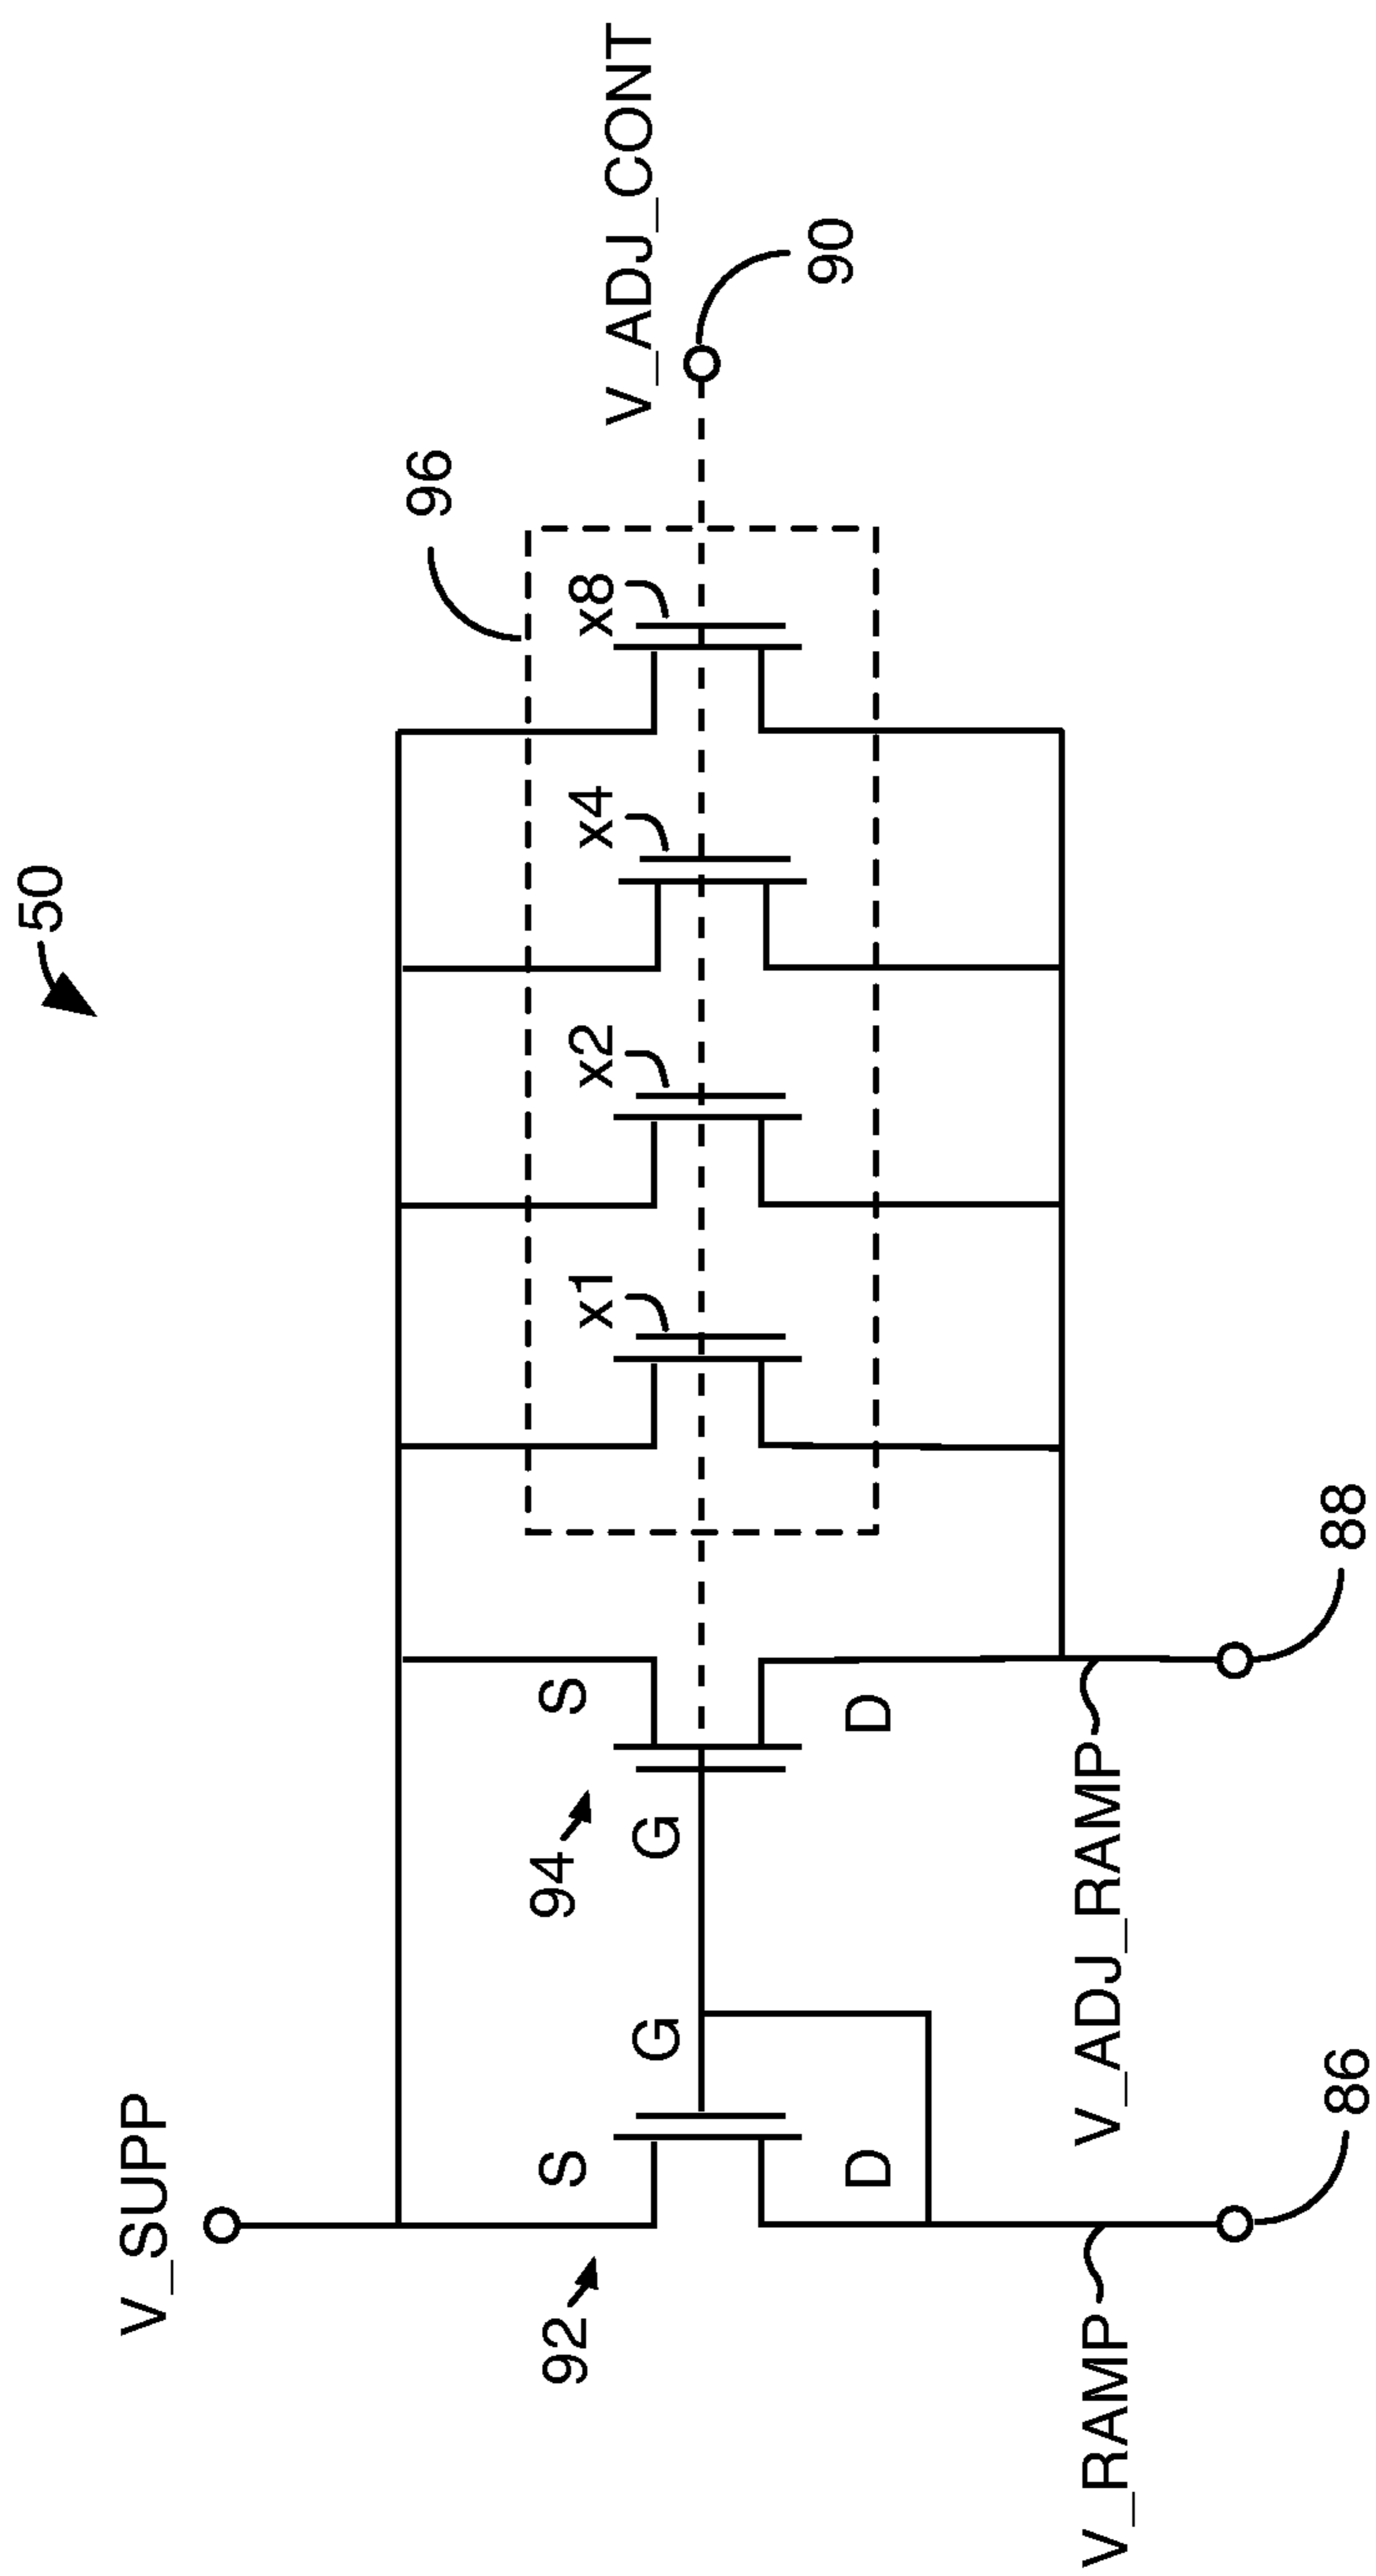 50
V_SUPP
96
V_ADJ_CONT
92
S
G
94
G
S
x1
x2
x4
x8
90
D
D
V_RAMP
V_ADJ_RAMP
86
88